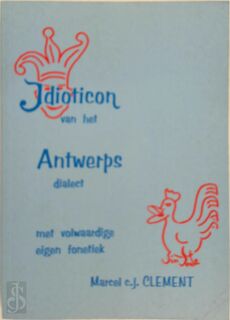 Idioticon
van het
Antwerps
dialect
met volwaardige
eigen fonetiek
Marcel c.j. CLEMENT